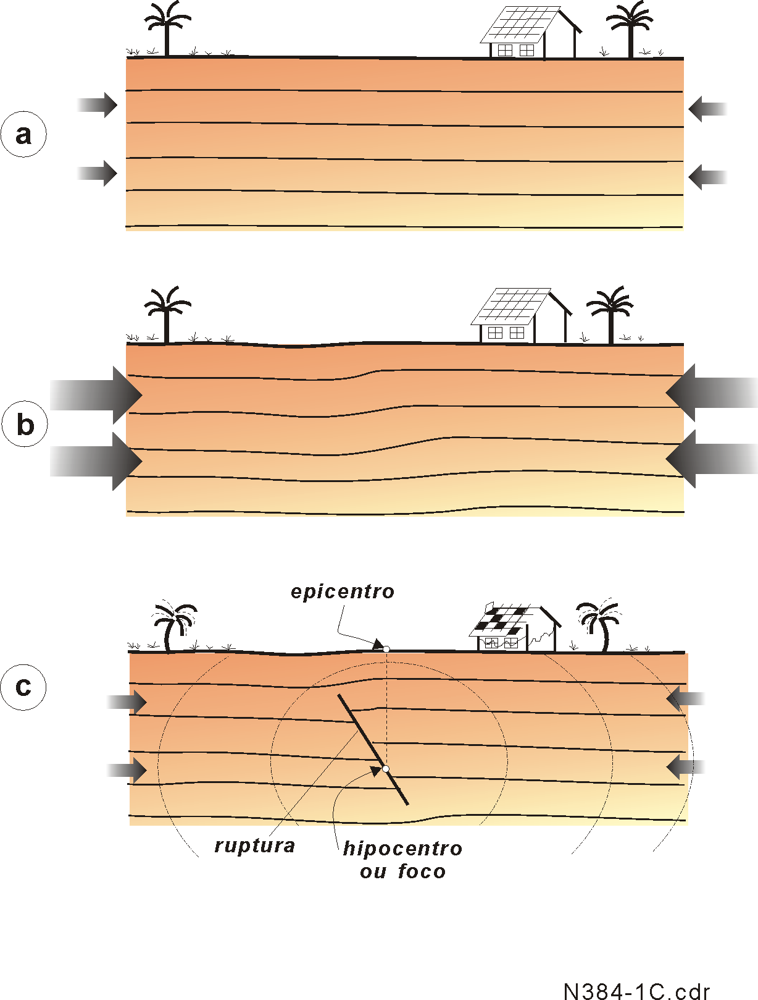 a
b
epicentro
c
ruptura
hipocentro
ou foco
N384-1C.cdr